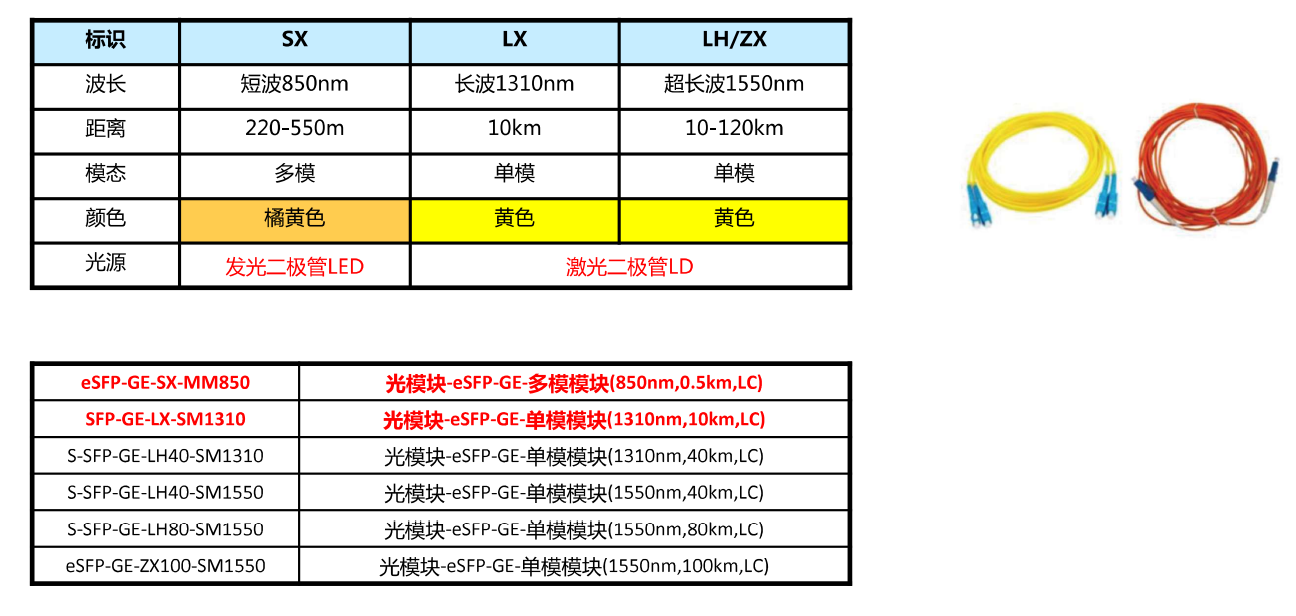 标识 SX LX LH/ZX
波长 短波850nm 长波1310nm 超长波1550nm
距离 220-550m 10km 10-120km
模态 多模 单模 单模
颜色 橘黄色 黄色 黄色
光源 发光二极管LED 激光二极管LD
eSFP-GE-SX-MM850 光模块-eSFP-GE-多模模块(850nm,0.5km,LC)
SFP-GE-LX-SM1310 光模块-eSFP-GE-单模模块(1310nm,10km,LC)
S-SFP-GE-LH40-SM1310 光模块-eSFP-GE-单模模块(1310nm,40km,LC)
S-SFP-GE-LH40-SM1550 光模块-eSFP-GE-单模模块(1550nm,40km,LC)
S-SFP-GE-LH80-SM1550 光模块-eSFP-GE-单模模块(1550nm,80km,LC)
eSFP-GE-ZX100-SM1550 光模块-eSFP-GE-单模模块(1550nm,100km,LC)